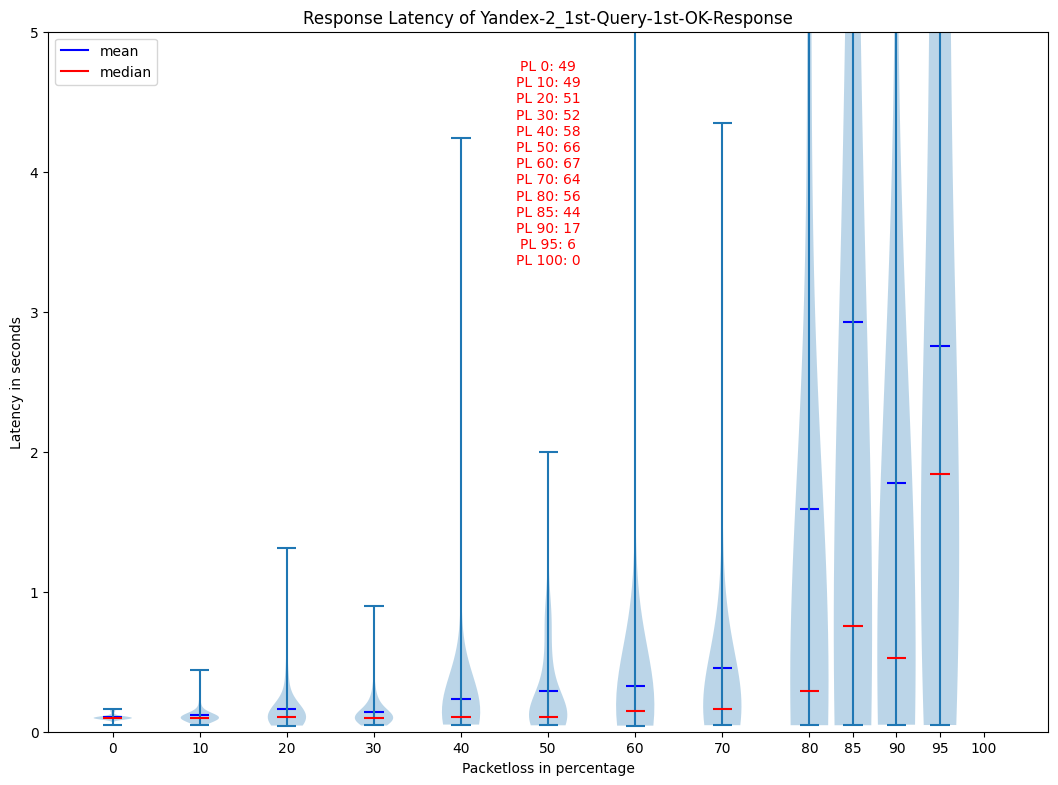 Response Latency of Yandex-2_1st-Query-1st-OK-Response
mean
median
PL 0: 49
PL 10: 49
PL 20: 51
PL 30: 52
PL 40: 58
PL 50: 66
PL 60: 67
PL 70: 64
PL 80: 56
PL 85: 44
PL 90: 17
PL 95: 6
PL 100: 0
Latency in seconds
5
4
3
2
1
0
0 10 20 30 40 50 60 70 80 85 90 95 100
Packetloss in percentage